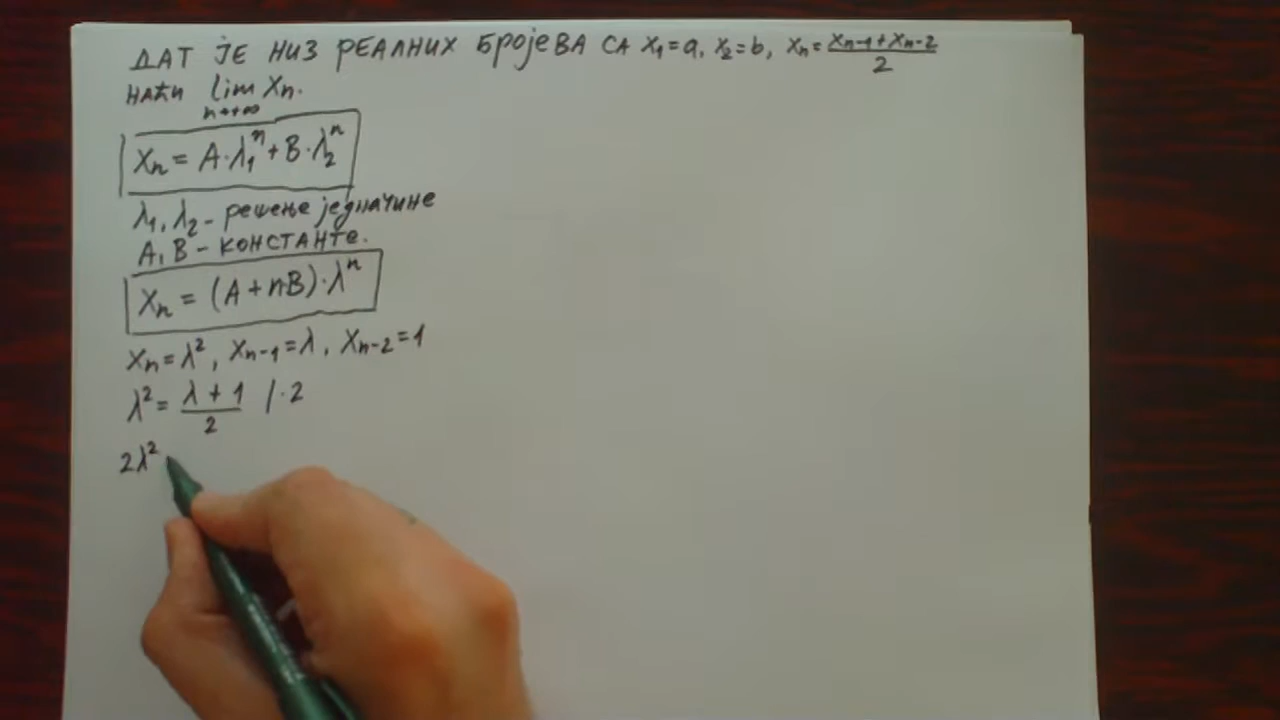 ДАТ ЈЕ НИЗ РЕАЛНИХ БРОЈЕВА СА x₁=a, x₂=b, xₙ=(xₙ₋₁+xₙ₋₂)/2
НАЋИ lim xₙ.
n→+∞
xₙ = A·λ₁ⁿ + B·λ₂ⁿ
λ₁, λ₂ - решење једначине
A, B - КОНСТАНТЕ.
xₙ = (A+nB)·λⁿ
xₙ=λ², xₙ₋₁=λ, xₙ₋₂=1
λ² = (λ+1)/2 /·2
2λ²